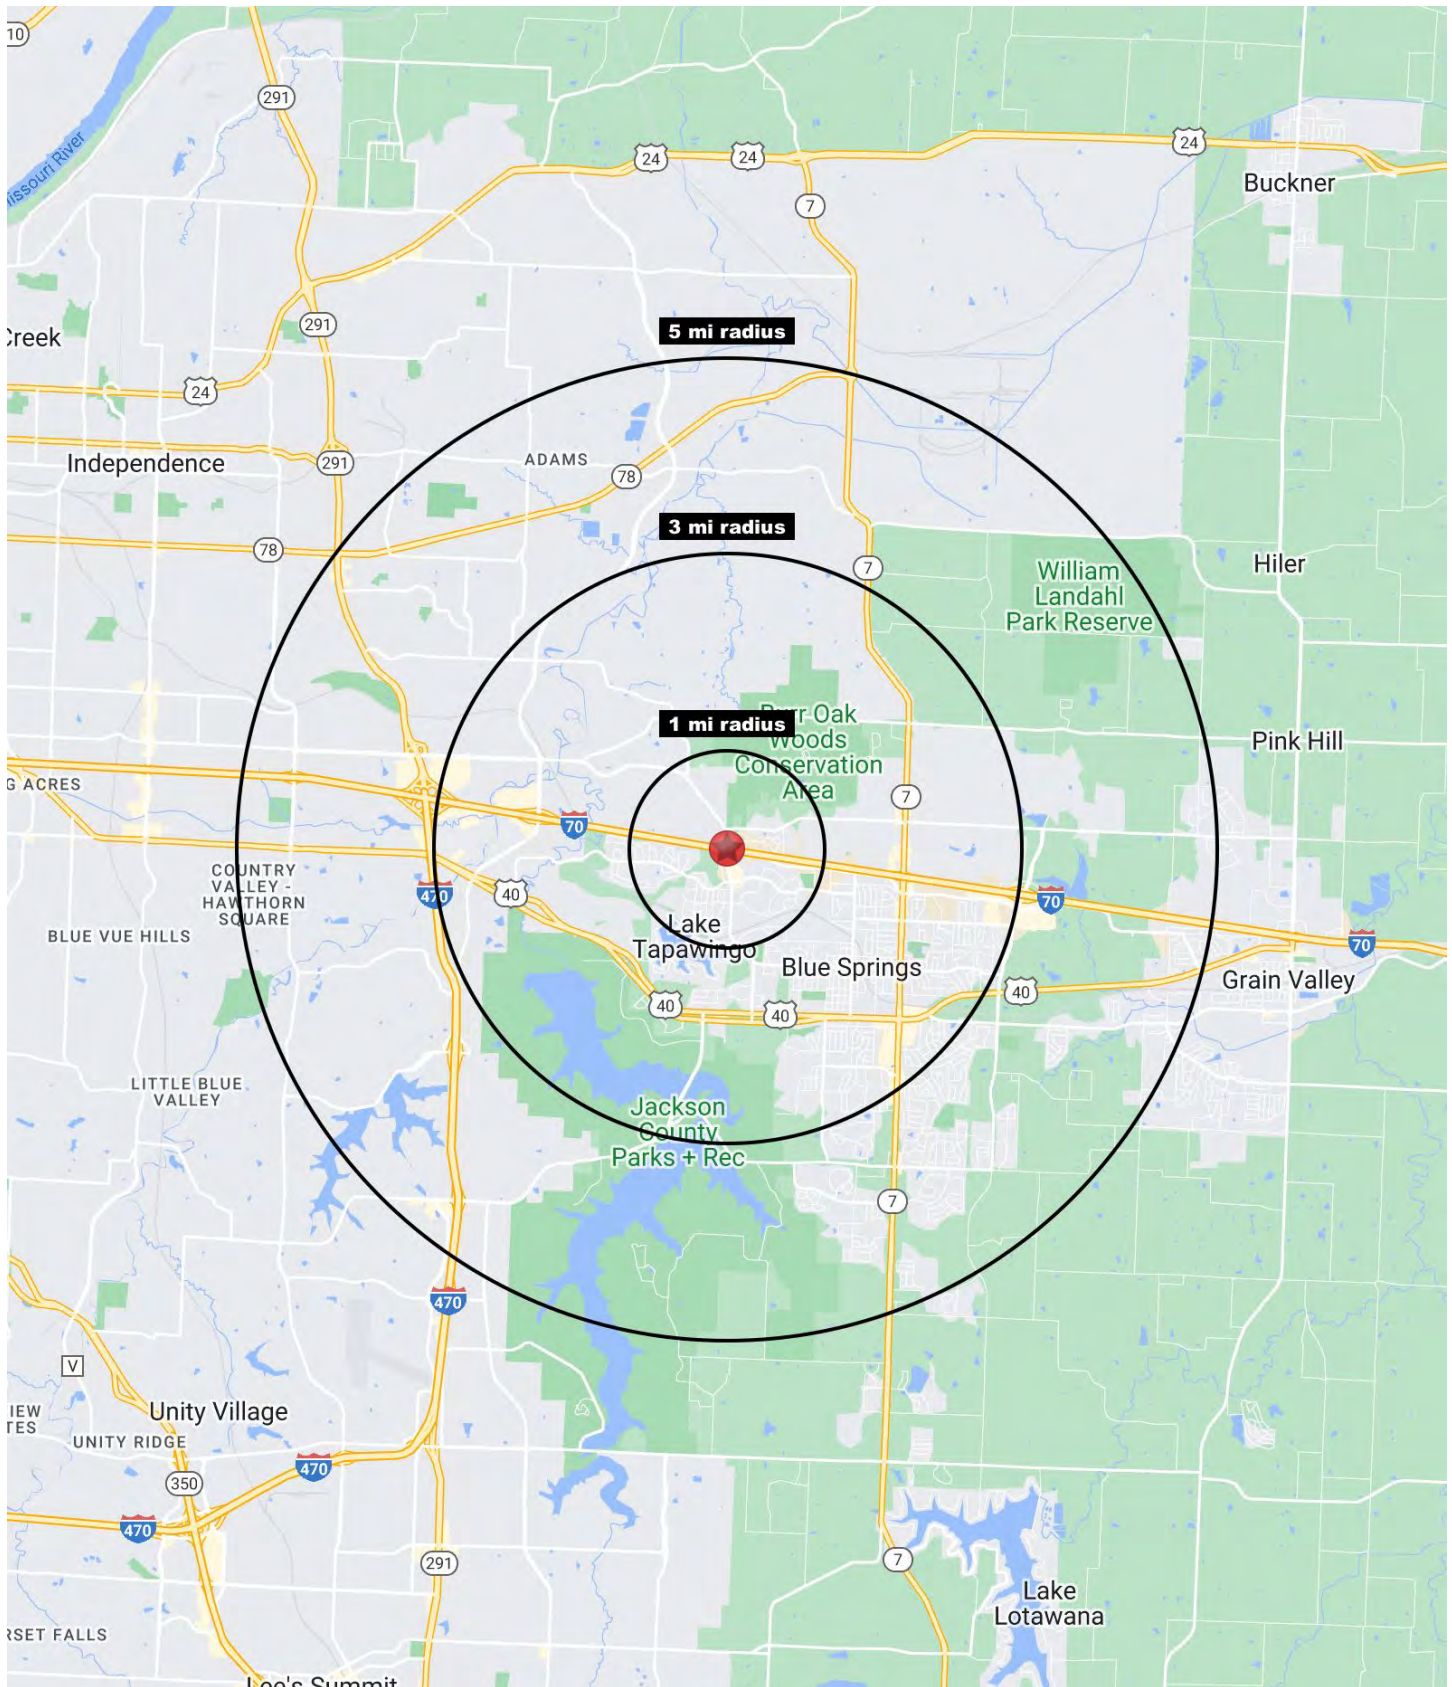 10
291
Missouri River
24
24
24
Buckner
7
5 mi radius
291
Creek
24
Independence
291
ADAMS
78
3 mi radius
78
7
William
Landahl
Park Reserve
Hiler
1 mi radius
Burr Oak
Woods
Conservation
Area
Pink Hill
G ACRES
70
7
COUNTRY
VALLEY -
HAWTHORN
SQUARE
470
40
70
BLUE VUE HILLS
Lake
Tapawingo
Blue Springs
70
Grain Valley
40
40
40
LITTLE BLUE
VALLEY
Jackson
County
Parks + Rec
7
470
V
IEW
TES
Unity Village
UNITY RIDGE
470
350
470
291
7
Lake
Lotawana
RSET FALLS
Lee's Summit